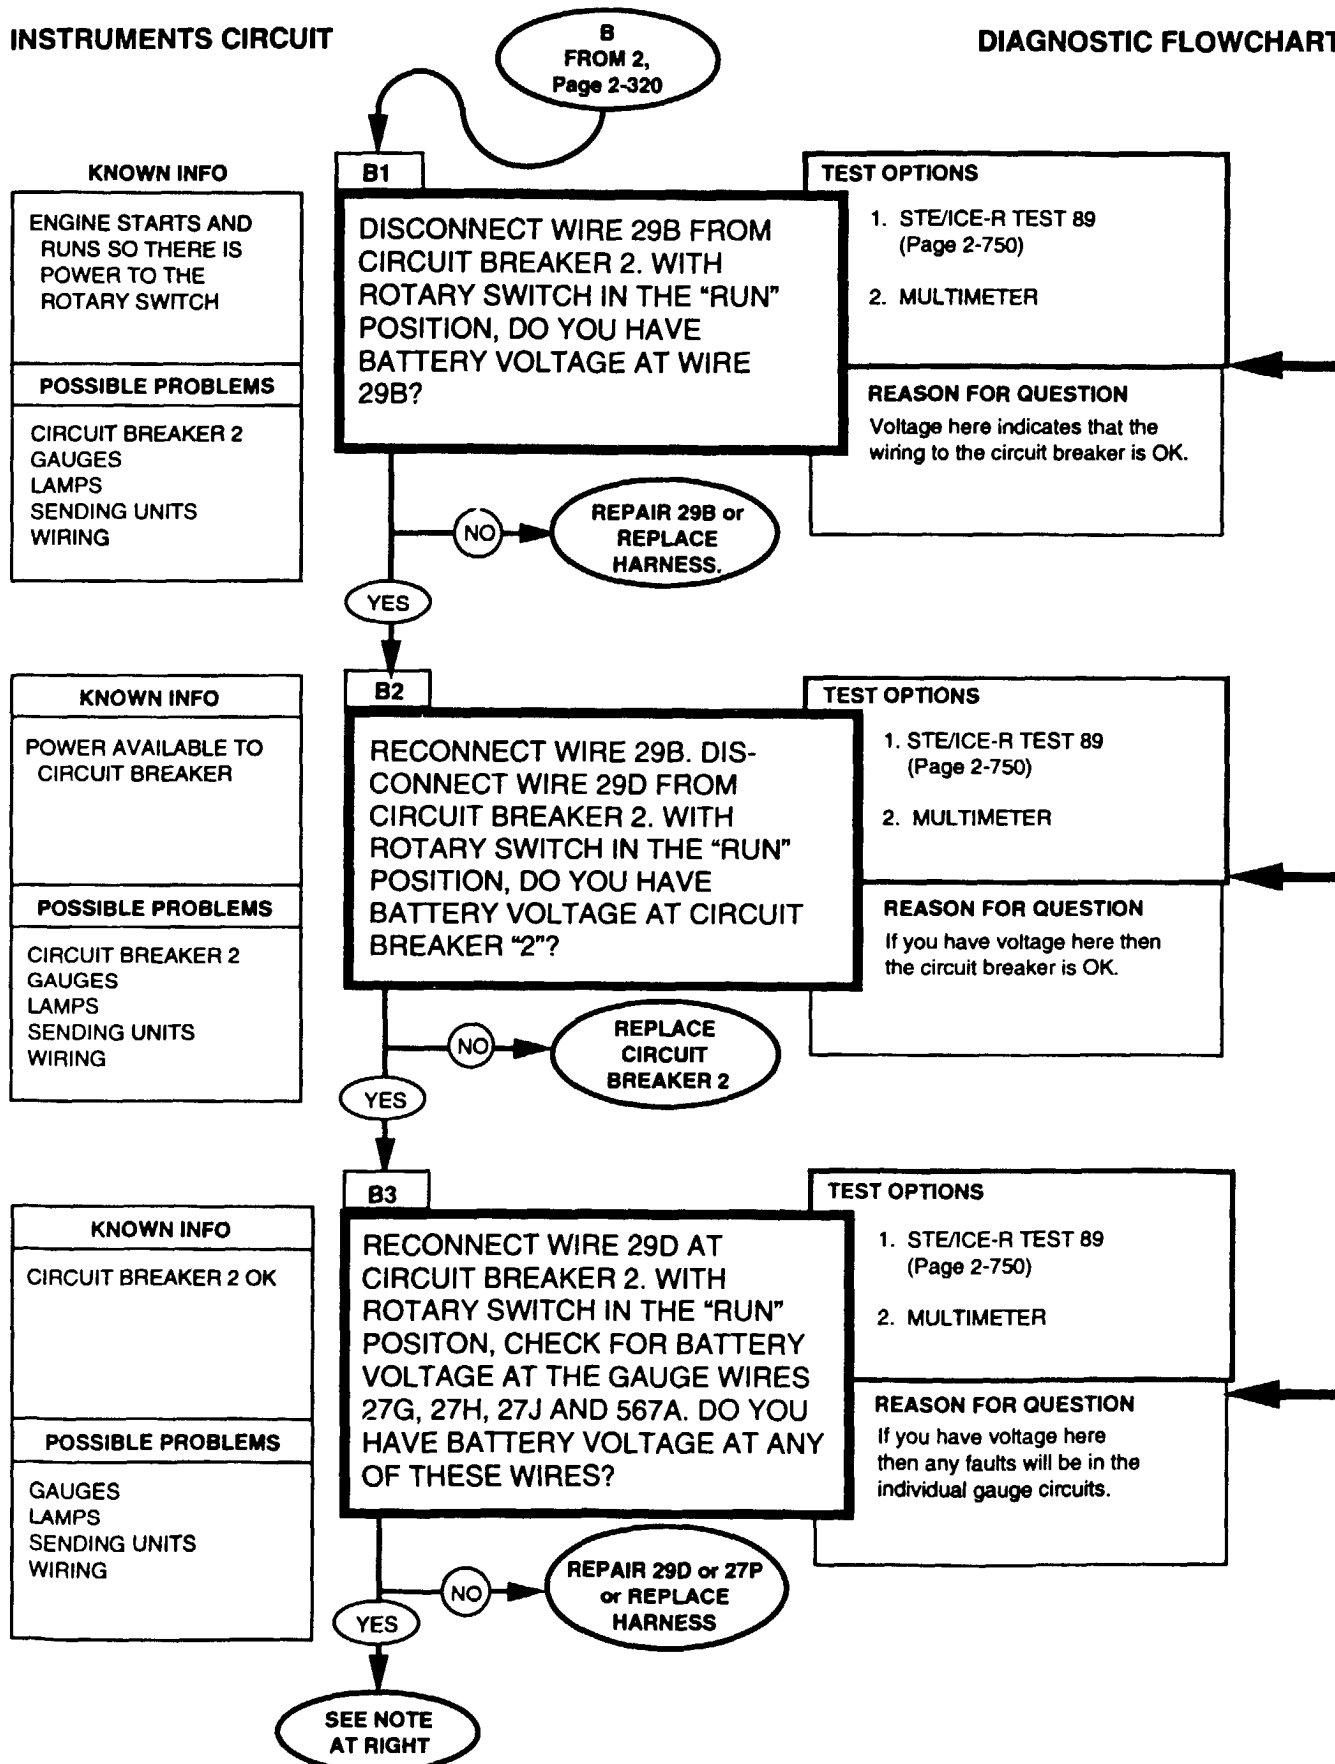 INSTRUMENTS CIRCUIT
DIAGNOSTIC FLOWCHART
B
FROM 2,
Page 2-320
KNOWN INFO
ENGINE STARTS AND
RUNS SO THERE IS
POWER TO THE
ROTARY SWITCH
POSSIBLE PROBLEMS
CIRCUIT BREAKER 2
GAUGES
LAMPS
SENDING UNITS
WIRING
B1
DISCONNECT WIRE 29B FROM
CIRCUIT BREAKER 2. WITH
ROTARY SWITCH IN THE “RUN”
POSITION, DO YOU HAVE
BATTERY VOLTAGE AT WIRE
29B?
TEST OPTIONS
1. STE/ICE-R TEST 89
(Page 2-750)
2. MULTIMETER
REASON FOR QUESTION
Voltage here indicates that the
wiring to the circuit breaker is OK.
NO
REPAIR 29B or
REPLACE
HARNESS.
YES
KNOWN INFO
POWER AVAILABLE TO
CIRCUIT BREAKER
POSSIBLE PROBLEMS
CIRCUIT BREAKER 2
GAUGES
LAMPS
SENDING UNITS
WIRING
B2
RECONNECT WIRE 29B. DIS-
CONNECT WIRE 29D FROM
CIRCUIT BREAKER 2. WITH
ROTARY SWITCH IN THE “RUN”
POSITION, DO YOU HAVE
BATTERY VOLTAGE AT CIRCUIT
BREAKER “2”?
TEST OPTIONS
1. STE/ICE-R TEST 89
(Page 2-750)
2. MULTIMETER
REASON FOR QUESTION
If you have voltage here then
the circuit breaker is OK.
NO
REPLACE
CIRCUIT
BREAKER 2
YES
KNOWN INFO
CIRCUIT BREAKER 2 OK
POSSIBLE PROBLEMS
GAUGES
LAMPS
SENDING UNITS
WIRING
B3
RECONNECT WIRE 29D AT
CIRCUIT BREAKER 2. WITH
ROTARY SWITCH IN THE “RUN”
POSITON, CHECK FOR BATTERY
VOLTAGE AT THE GAUGE WIRES
27G, 27H, 27J AND 567A. DO YOU
HAVE BATTERY VOLTAGE AT ANY
OF THESE WIRES?
TEST OPTIONS
1. STE/ICE-R TEST 89
(Page 2-750)
2. MULTIMETER
REASON FOR QUESTION
If you have voltage here
then any faults will be in the
individual gauge circuits.
NO
REPAIR 29D or 27P
or REPLACE
HARNESS
YES
SEE NOTE
AT RIGHT